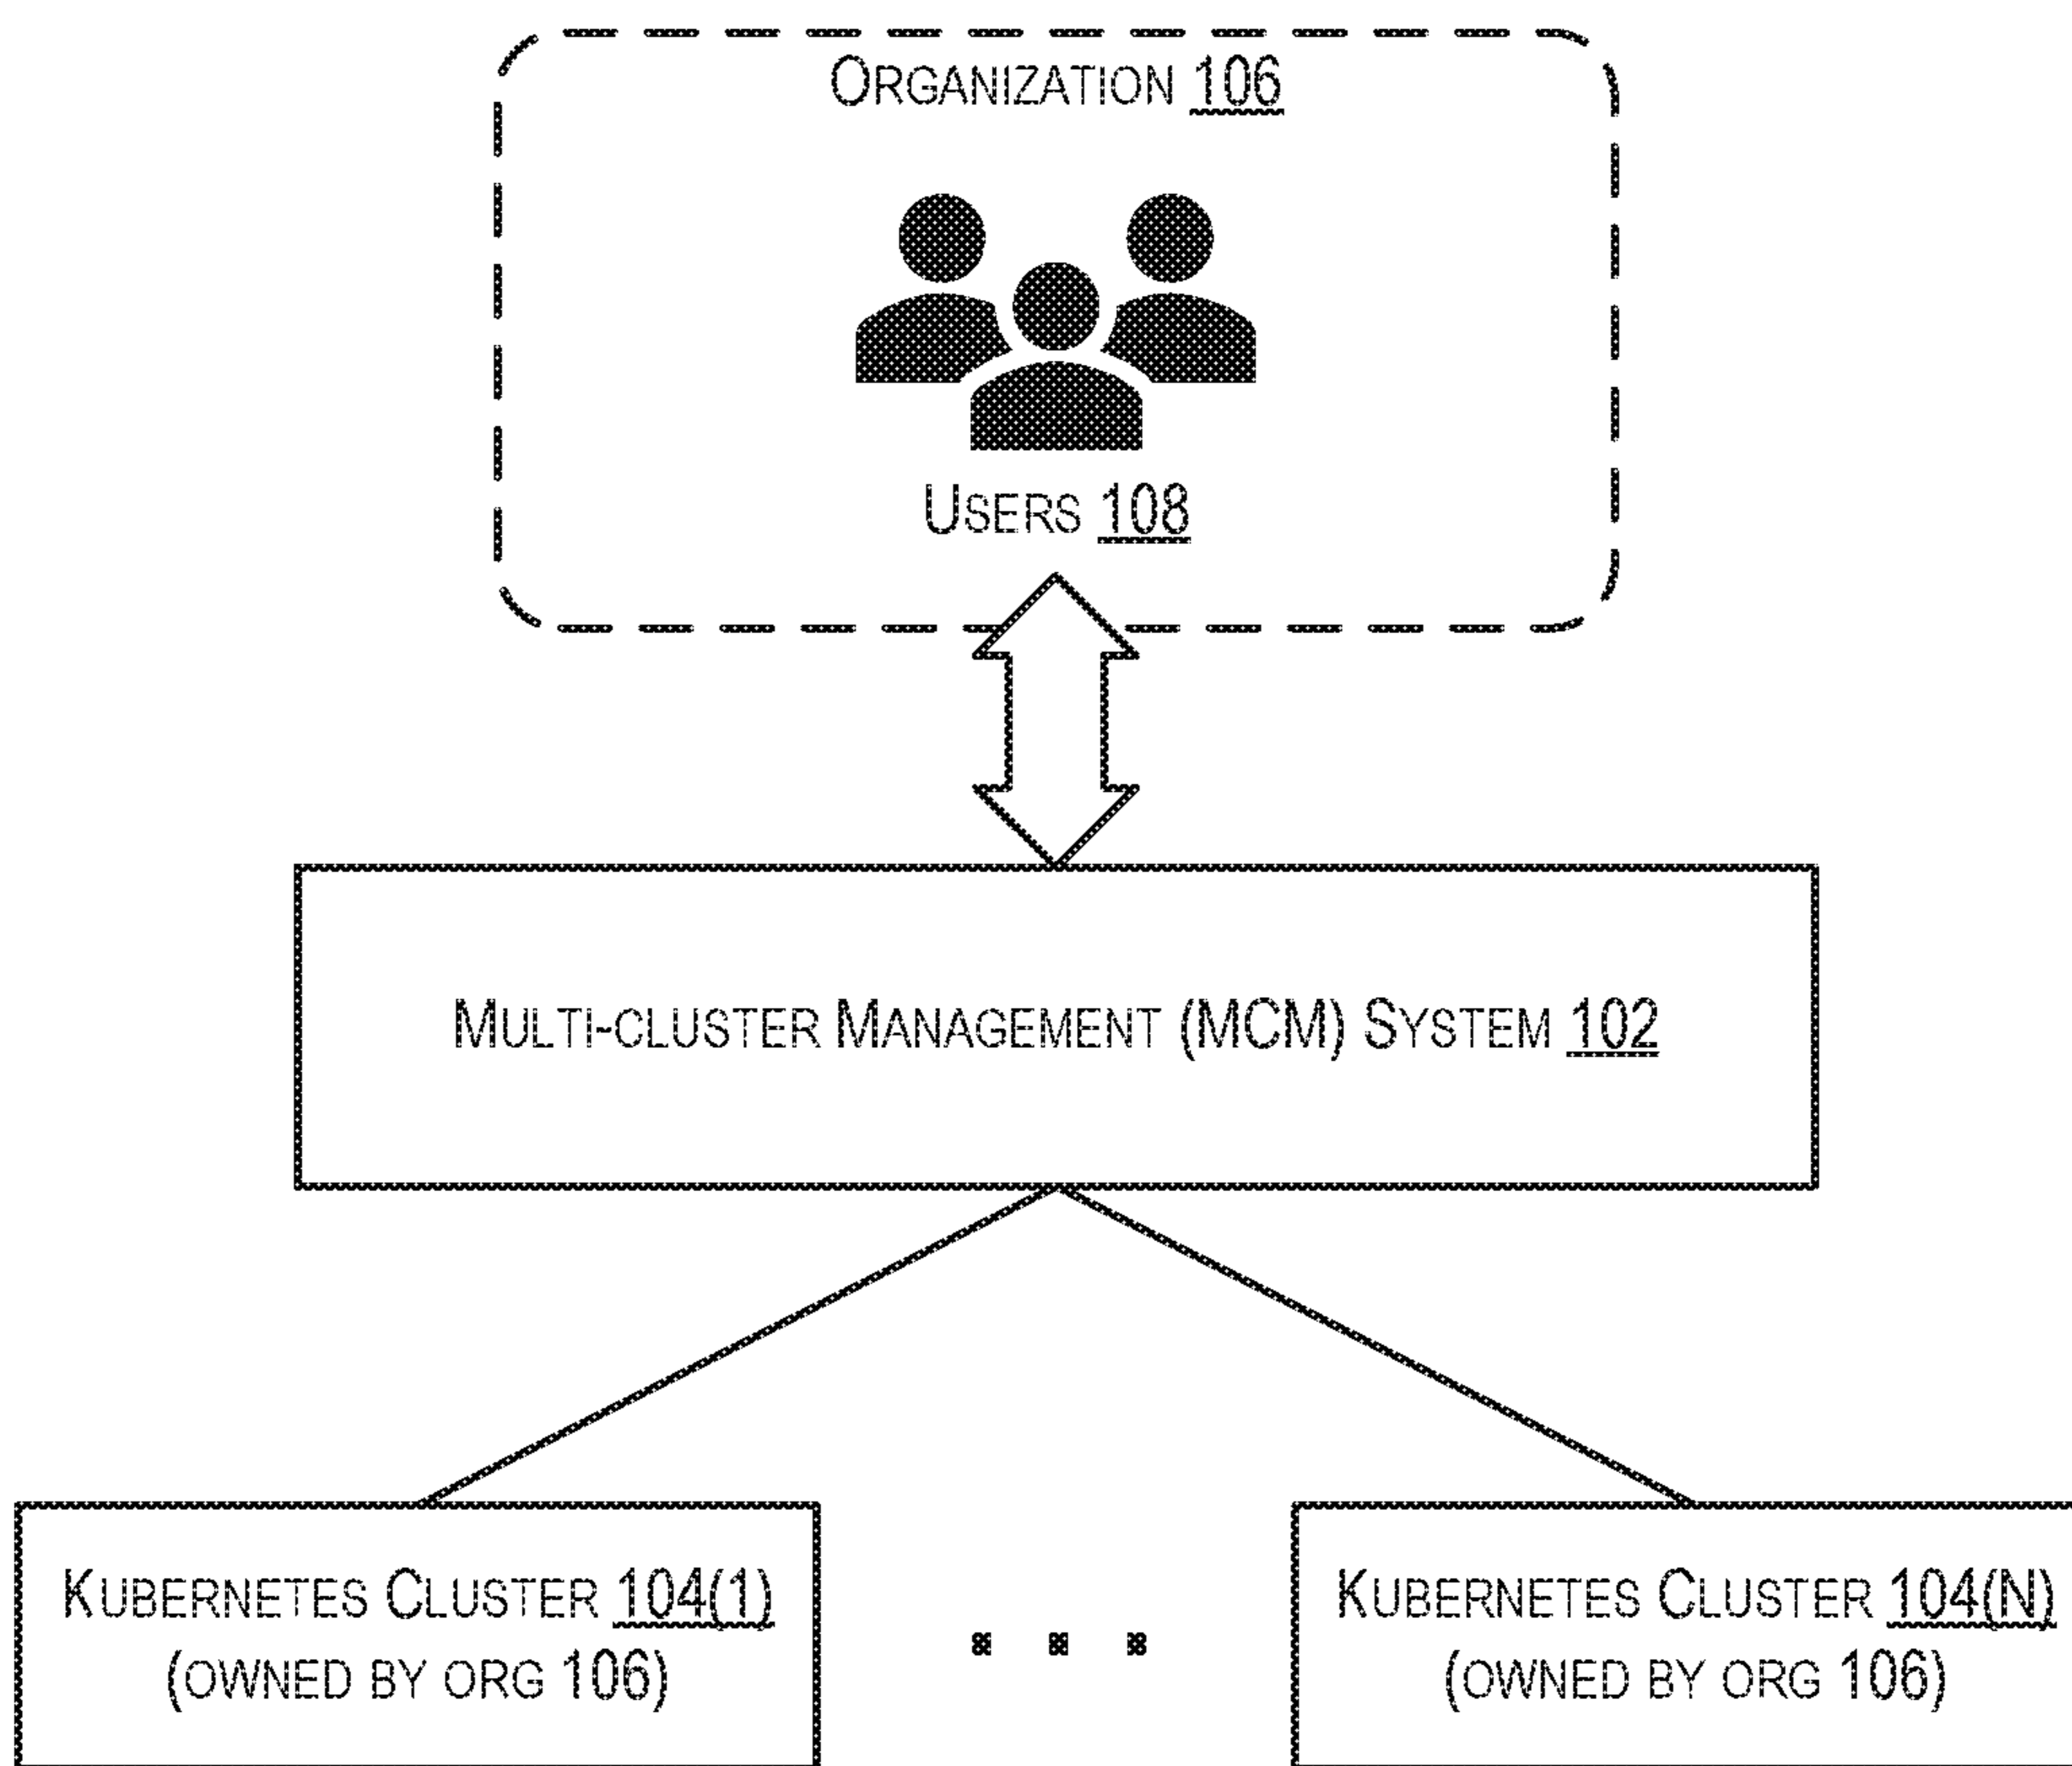 ORGANIZATION 106
USERS 108
MULTI-CLUSTER MANAGEMENT (MCM) SYSTEM 102
KUBERNETES CLUSTER 104(1)
(OWNED BY ORG 106)
KUBERNETES CLUSTER 104(N)
(OWNED BY ORG 106)